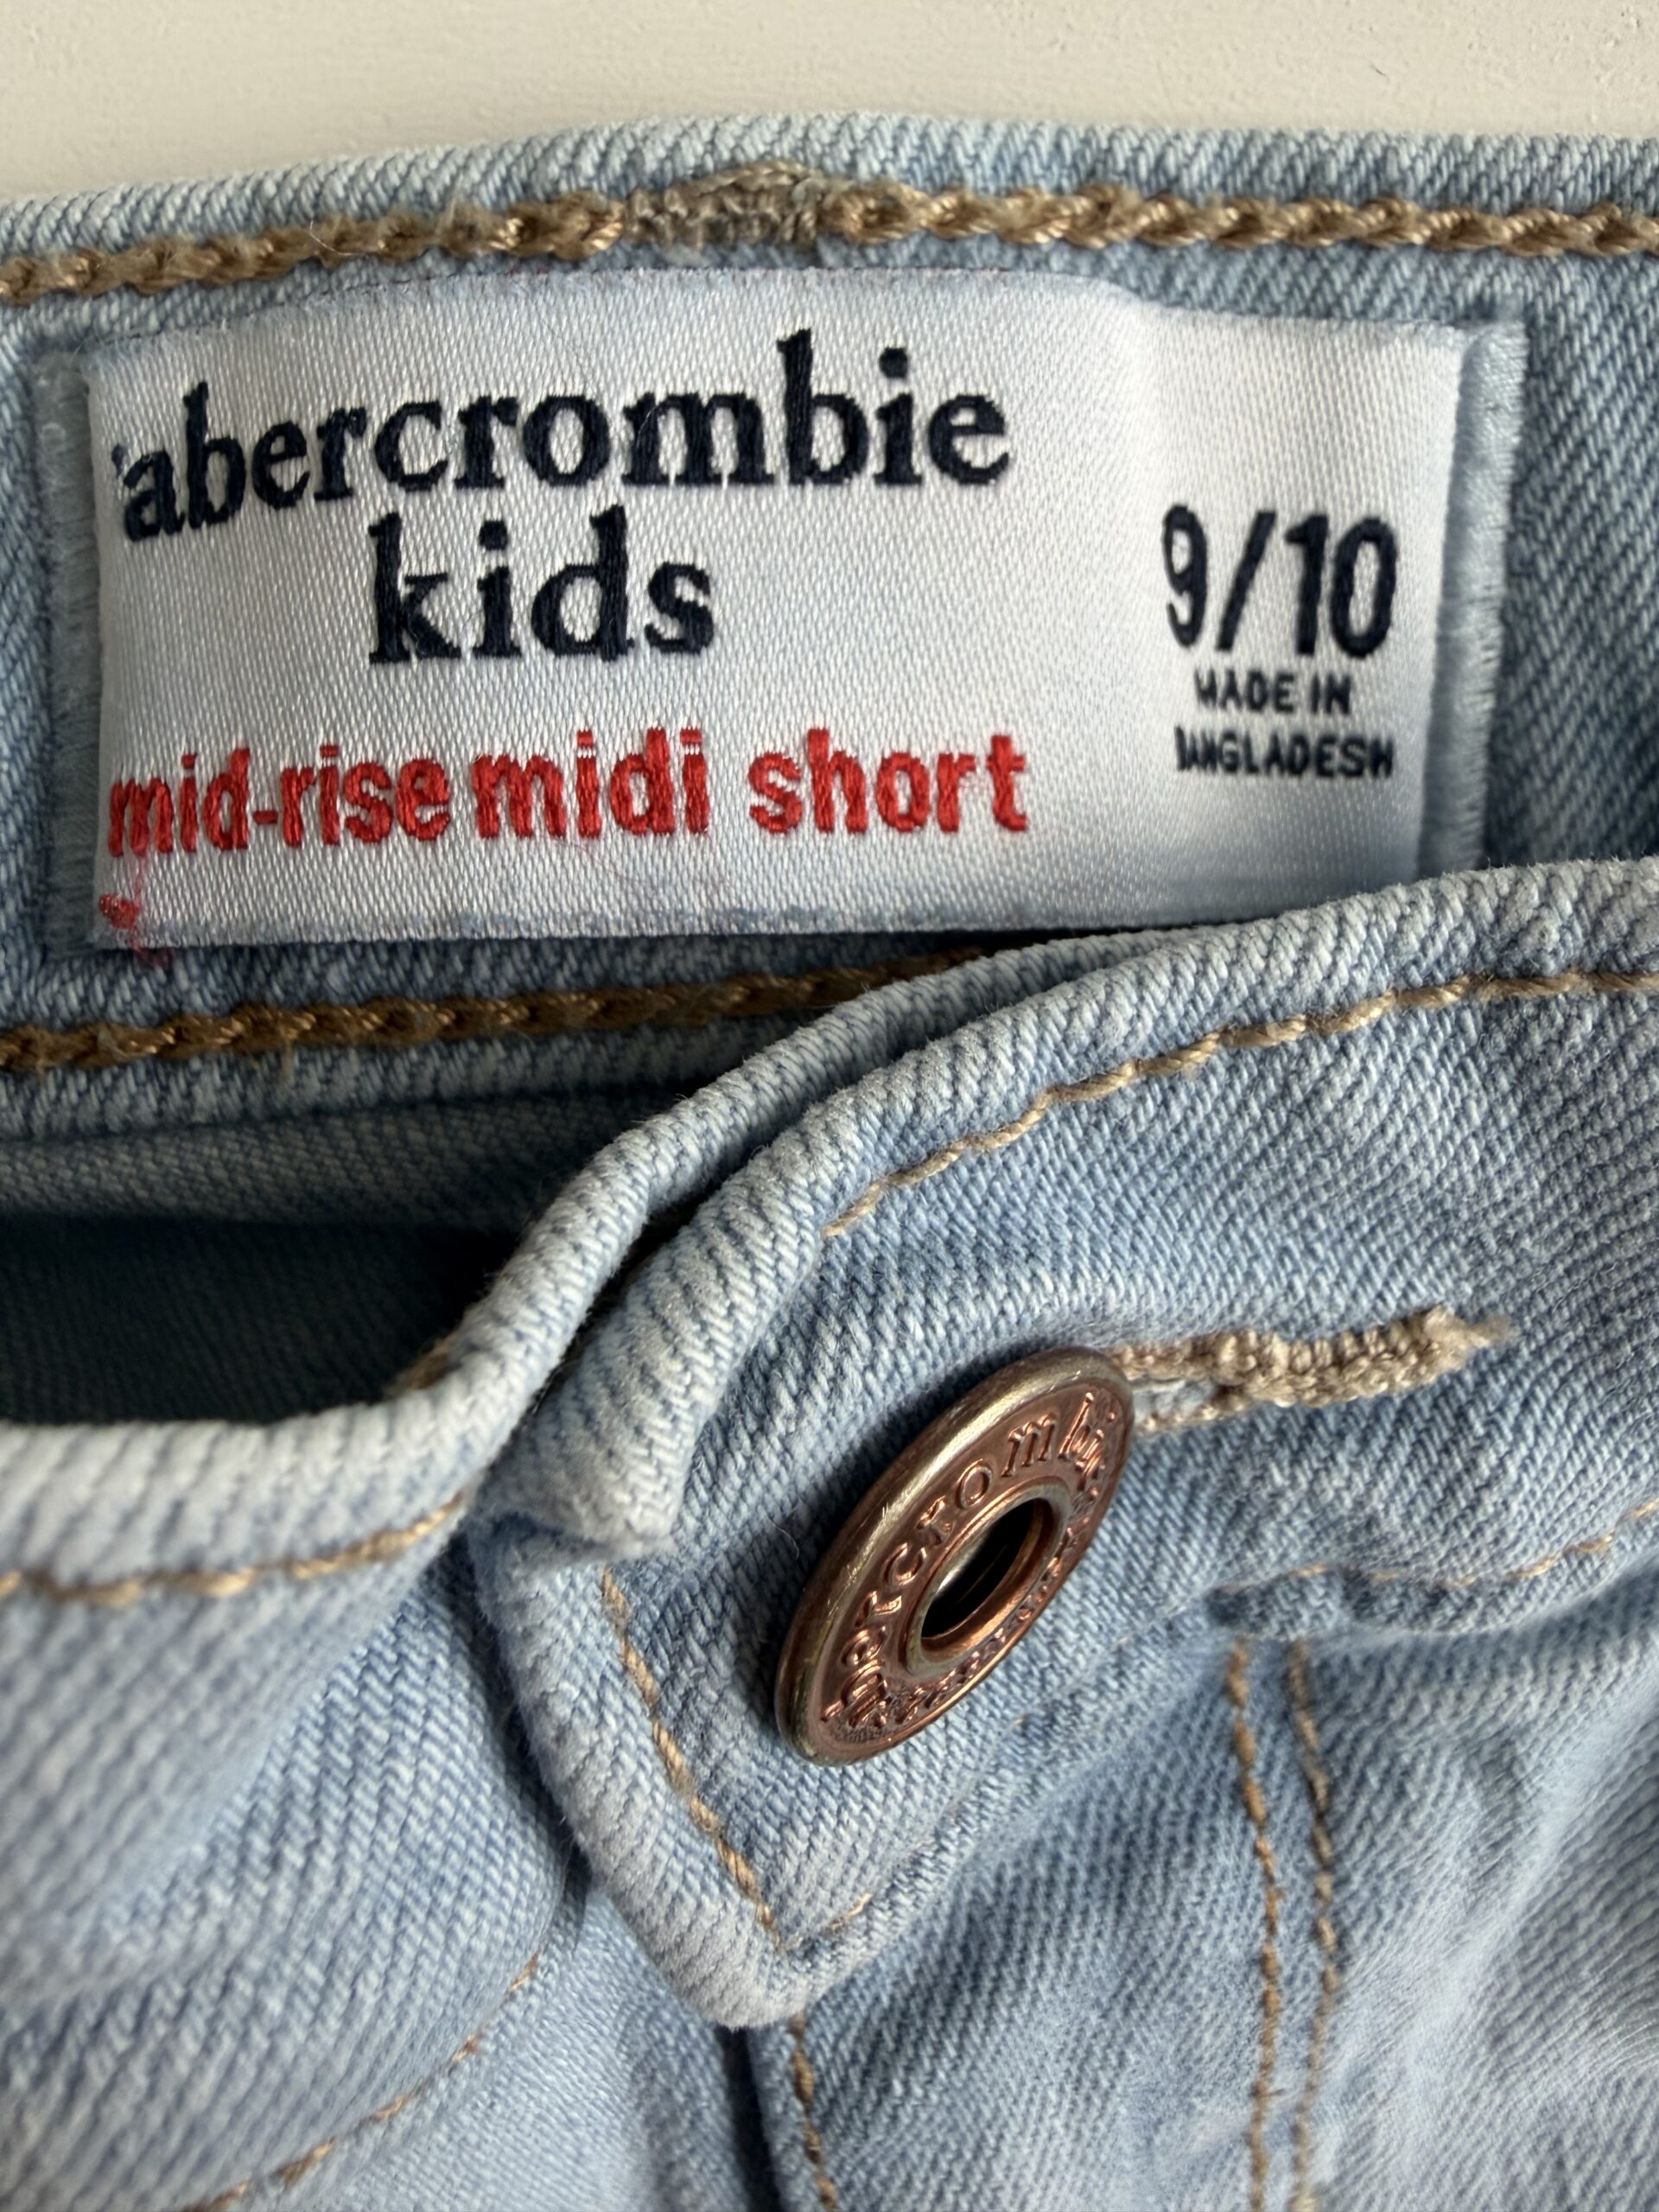 abercrombie
kids
mid-rise midi short
9/10
MADE IN
BANGLADESH